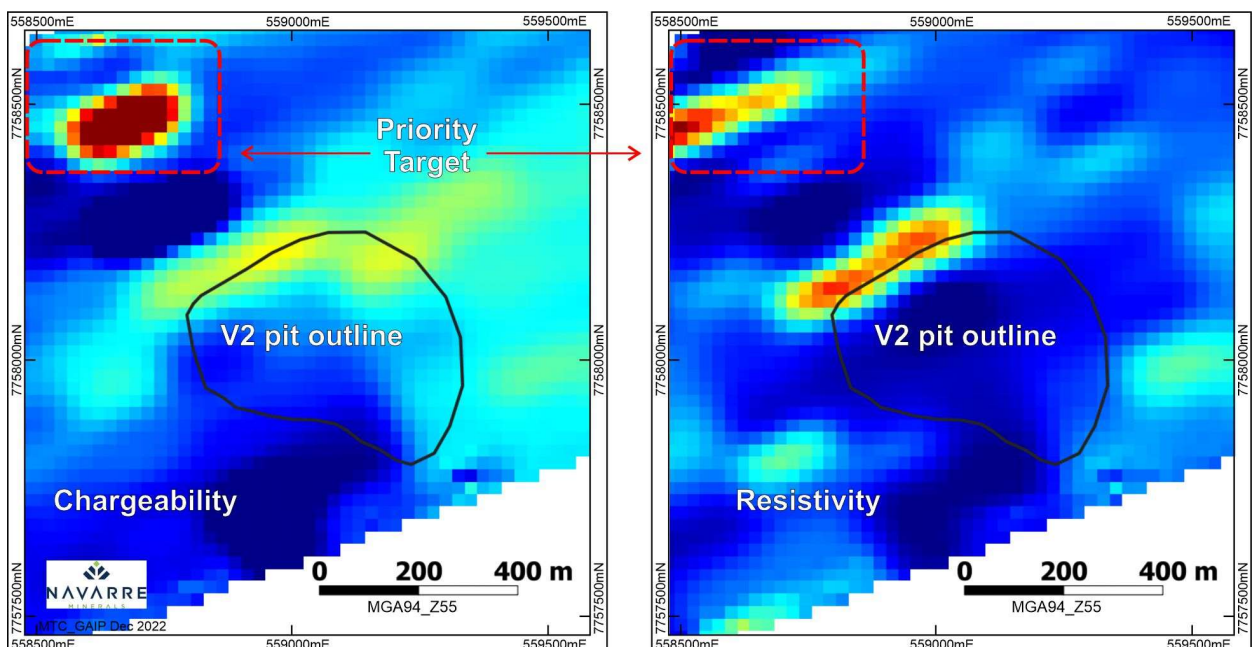 558500mE
559000mE
559500mE
558500mE
559000mE
559500mE
7758500mN
7758500mN
7758500mN
7758500mN
Priority
Target
V2 pit outline
V2 pit outline
7758000mN
7758000mN
7758000mN
7758000mN
Chargeability
Resistivity
NAVARRE
MINERALS
0 200 400 m
MGA94_Z55
0 200 400 m
MGA94_Z55
MTC_GAIP Dec 2022
7757500mN
7757500mN
7757500mN
7757500mN
558500mE
559000mE
559500mE
558500mE
559000mE
559500mE